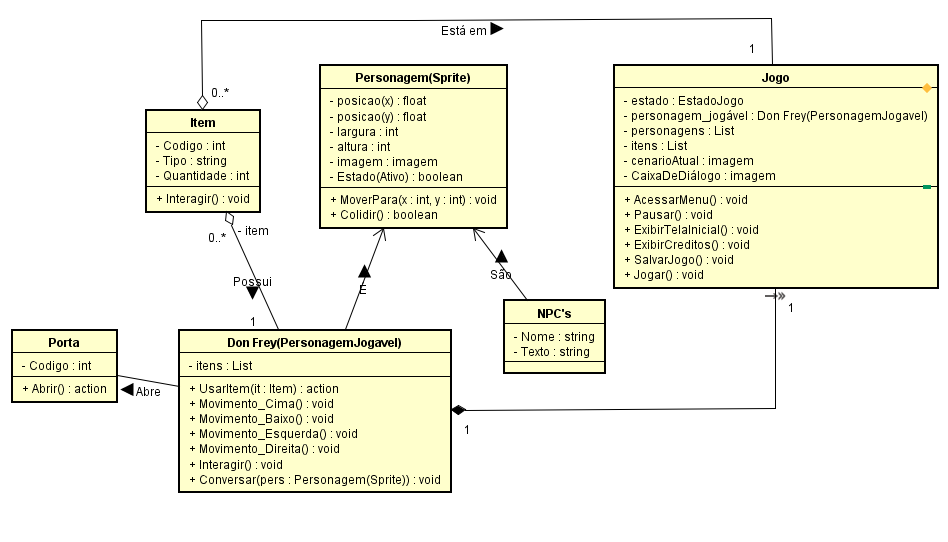 Está em
1
0..*
Item
- Codigo : int
- Tipo : string
- Quantidade : int
+ Interagir() : void
Personagem(Sprite)
- posicao(x) : float
- posicao(y) : float
- largura : int
- altura : int
- imagem : imagem
- Estado(Ativo) : boolean
+ MoverPara(x : int, y : int) : void
+ Colidir() : boolean
Jogo
- estado : EstadoJogo
- personagem_jogável : Don Frey(PersonagemJogavel)
- personagens : List
- itens : List
- cenarioAtual : imagem
- CaixaDeDiálogo : imagem
+ AcessarMenu() : void
+ Pausar() : void
+ ExibirTelaInicial() : void
+ ExibirCreditos() : void
+ SalvarJogo() : void
+ Jogar() : void
0..*
- item
Possui
1
E
São
1
NPC's
- Nome : string
- Texto : string
Porta
- Codigo : int
+ Abrir() : action
Abre
Don Frey(PersonagemJogavel)
- itens : List
+ UsarItem(it : Item) : action
+ Movimento_Cima() : void
+ Movimento_Baixo() : void
+ Movimento_Esquerda() : void
+ Movimento_Direita() : void
+ Interagir() : void
+ Conversar(pers : Personagem(Sprite)) : void
1